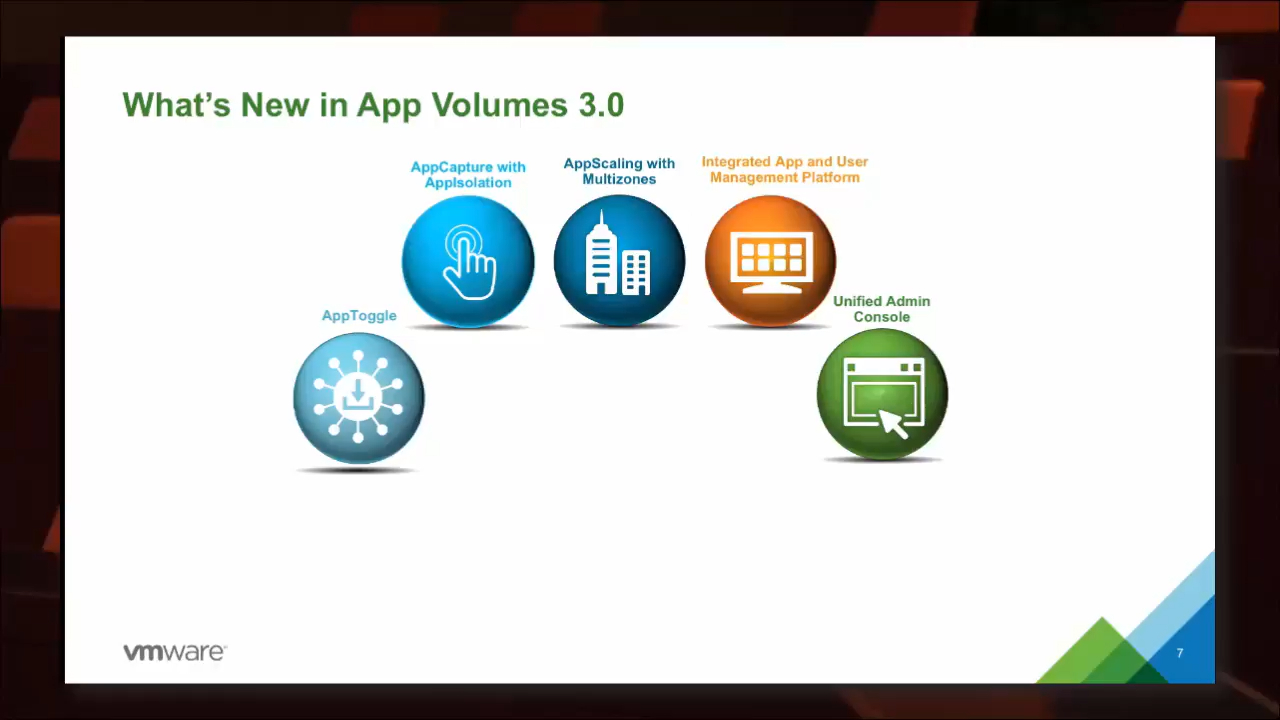 What's New in App Volumes 3.0
AppCapture with
AppIsolation
AppScaling with
Multizones
Integrated App and User
Management Platform
AppToggle
Unified Admin
Console
vmware
7